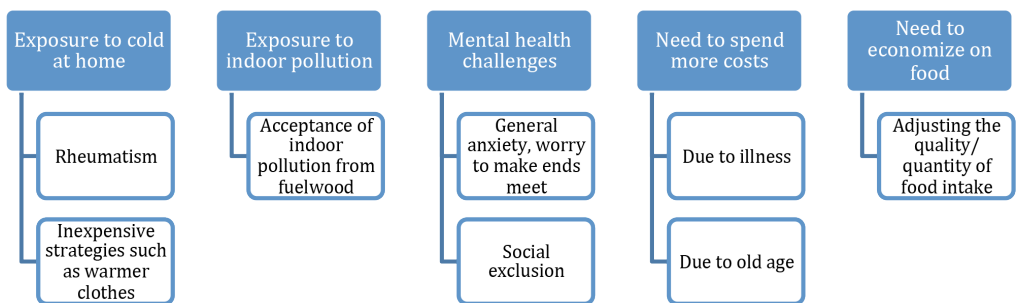 Exposure to cold
at home
Rheumatism
Inexpensive
strategies such
as warmer
clothes
Exposure to
indoor pollution
Acceptance of
indoor
pollution from
fuelwood
Mental health
challenges
General
anxiety, worry
to make ends
meet
Social
exclusion
Need to spend
more costs
Due to illness
Due to old age
Need to
economize on
food
Adjusting the
quality/
quantity of
food intake